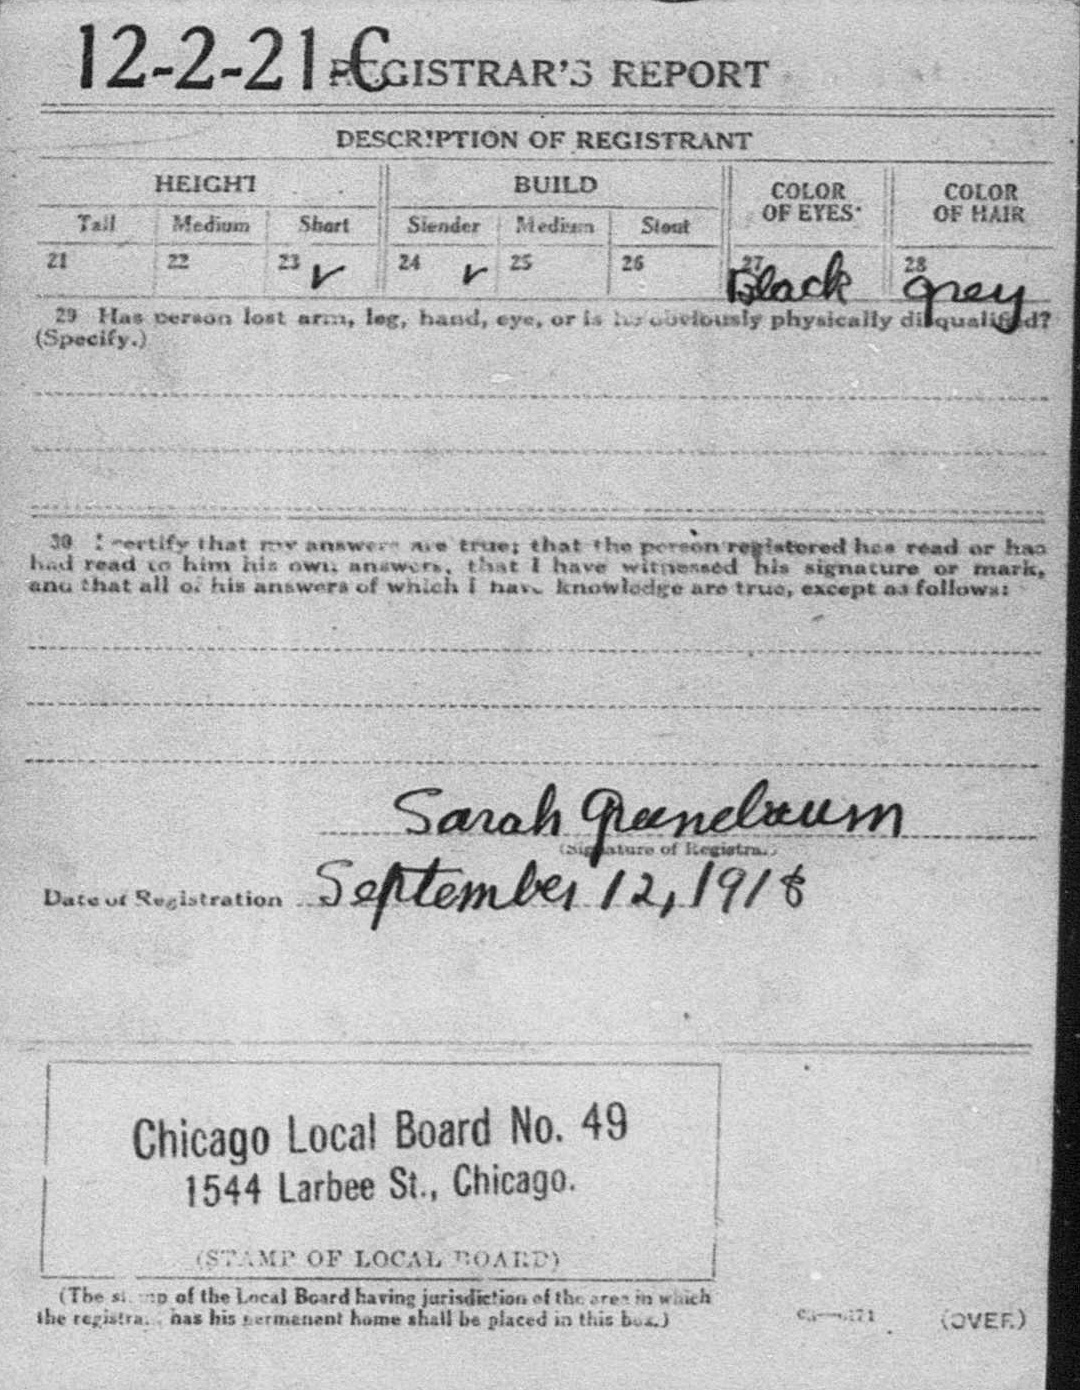 12-2-21 C REGISTRAR'S REPORT
DESCRIPTION OF REGISTRANT
HEIGHT BUILD COLOR OF EYES COLOR OF HAIR
Tall Medium Short Slender Medium Stout
21 22 23 ✓ 24 ✓ 25 26 27 Black 28 grey
29 Has person lost arm, leg, hand, eye, or is he obviously physically disqualified?
(Specify.)
30 I certify that my answers are true; that the person registered has read or has
had read to him his own answers, that I have witnessed his signature or mark,
and that all of his answers of which I have knowledge are true, except as follows:
Sarah Greenebaum
(Signature of Registrar)
Date of Registration September 12, 1918
Chicago Local Board No. 49
1544 Larbee St., Chicago.
(STAMP OF LOCAL BOARD)
(The stamp of the Local Board having jurisdiction of the area in which
the registrant has his permanent home shall be placed in this box.)
(OVER)